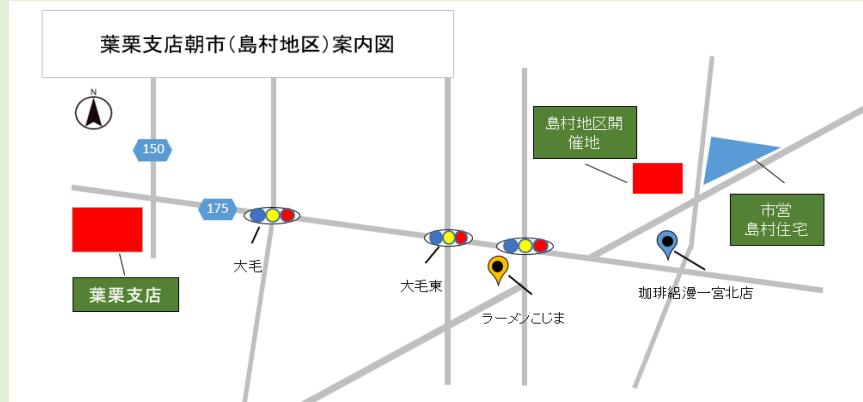 葉栗支店朝市(島村地区)案内図
N
150
175
島村地区開
催地
市営
島村住宅
大毛
大毛東
葉栗支店
ラーメンこじま
珈琲絽漫一宮北店